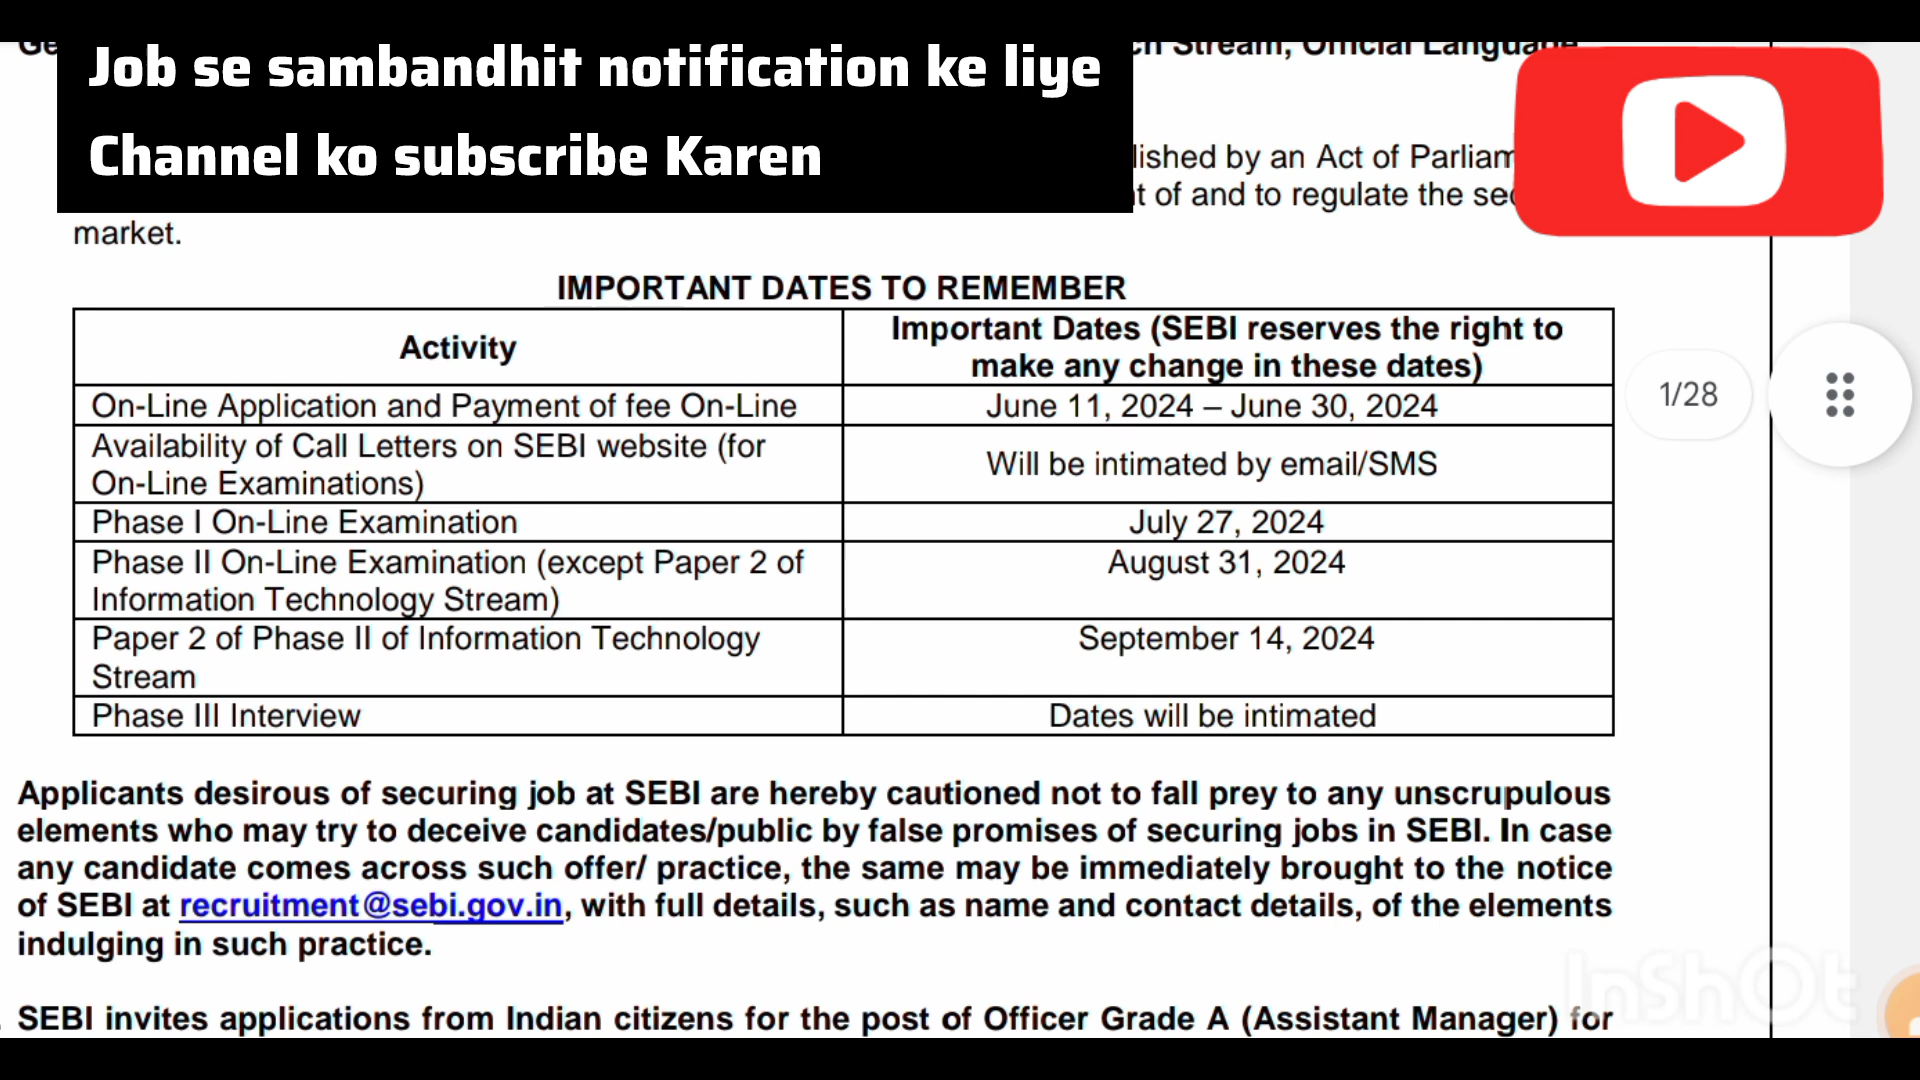 Job se sambandhit notification ke liye
Channel ko subscribe Karen
Stream, Official Language
lished by an Act of Parliam
t of and to regulate the sec
market.
IMPORTANT DATES TO REMEMBER
Activity
Important Dates (SEBI reserves the right to
make any change in these dates)
On-Line Application and Payment of fee On-Line
June 11, 2024 – June 30, 2024
Availability of Call Letters on SEBI website (for
On-Line Examinations)
Will be intimated by email/SMS
Phase I On-Line Examination
July 27, 2024
Phase II On-Line Examination (except Paper 2 of
Information Technology Stream)
August 31, 2024
Paper 2 of Phase II of Information Technology
Stream
September 14, 2024
Phase III Interview
Dates will be intimated
1/28
Applicants desirous of securing job at SEBI are hereby cautioned not to fall prey to any unscrupulous
elements who may try to deceive candidates/public by false promises of securing jobs in SEBI. In case
any candidate comes across such offer/ practice, the same may be immediately brought to the notice
of SEBI at recruitment@sebi.gov.in, with full details, such as name and contact details, of the elements
indulging in such practice.
SEBI invites applications from Indian citizens for the post of Officer Grade A (Assistant Manager) for
InShOt